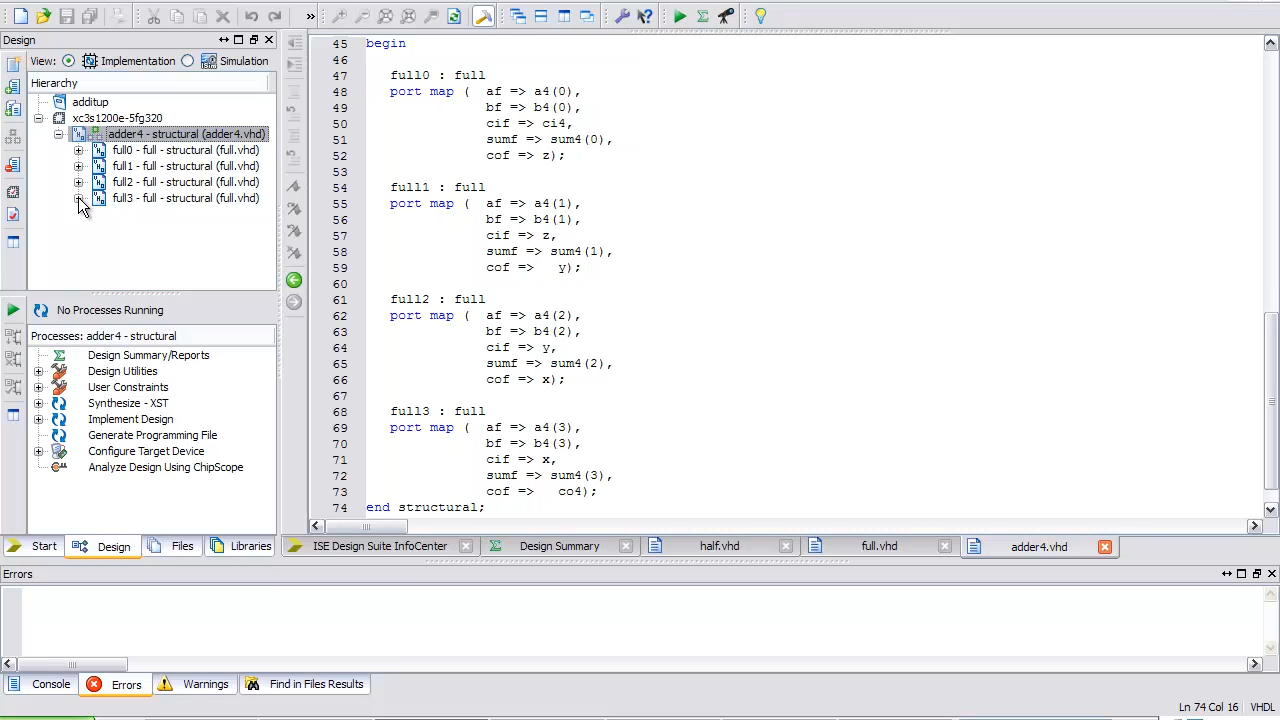 »
Design
View: Implementation Simulation
ierarchy
additup
xc3s1200e-5fg320
er4 - structural (adder4.vhd)
full0 - full - structural (full.vhd)
full1 - full - structural (full.vhd)
full2 - full - structural (full.vhd)
full3 - full - structural (full.vhd)
No Processes Running
Processes: adder4 - structural
Design Summary/Reports
Design Utilities
User Constraints
Synthesize - XST
Implement Design
Generate Programming File
Configure Target Device
Analyze Design Using ChipScope
Start Design Files Libraries
45 begin
46
47 full0 : full
48 port map ( af => a4(0),
49 bf => b4(0),
50 cif => ci4,
51 sumf => sum4(0),
52 cof => z);
53
54 full1 : full
55 port map ( af => a4(1),
56 bf => b4(1),
57 cif => z,
58 sumf => sum4(1),
59 cof => y);
60
61 full2 : full
62 port map ( af => a4(2),
63 bf => b4(2),
64 cif => y,
65 sumf => sum4(2),
66 cof => x);
67
68 full3 : full
69 port map ( af => a4(3),
70 bf => b4(3),
71 cif => x,
72 sumf => sum4(3),
73 cof => co4);
74 end structural;
ISE Design Suite InfoCenter Design Summary half.vhd full.vhd adder4.vhd
Errors
Console Errors Warnings Find in Files Results
Ln 74 Col 16 VHDL